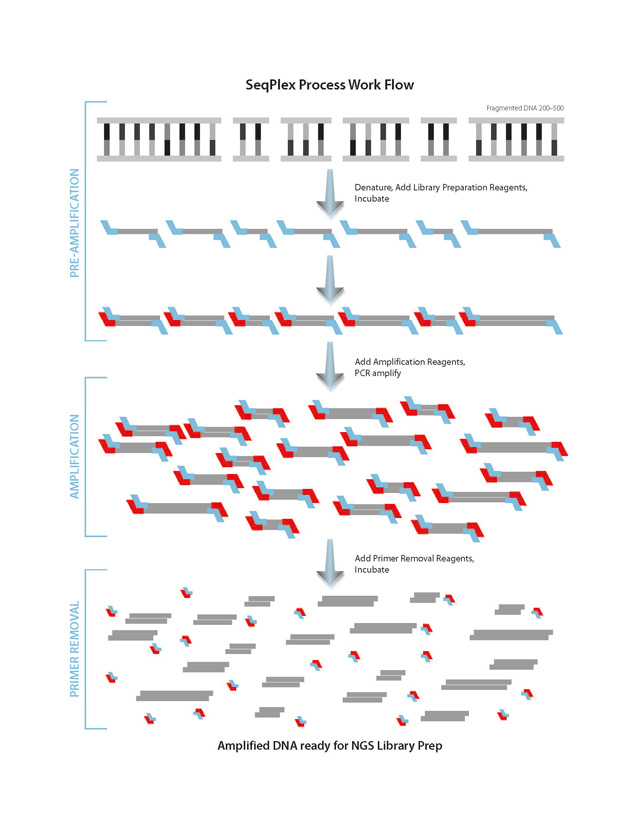 SeqPlex Process Work Flow
Fragmented DNA 200–500
PRE-AMPLIFICATION
Denature, Add Library Preparation Reagents,
Incubate
Add Amplification Reagents,
PCR amplify
AMPLIFICATION
Add Primer Removal Reagents,
Incubate
PRIMER REMOVAL
Amplified DNA ready for NGS Library Prep